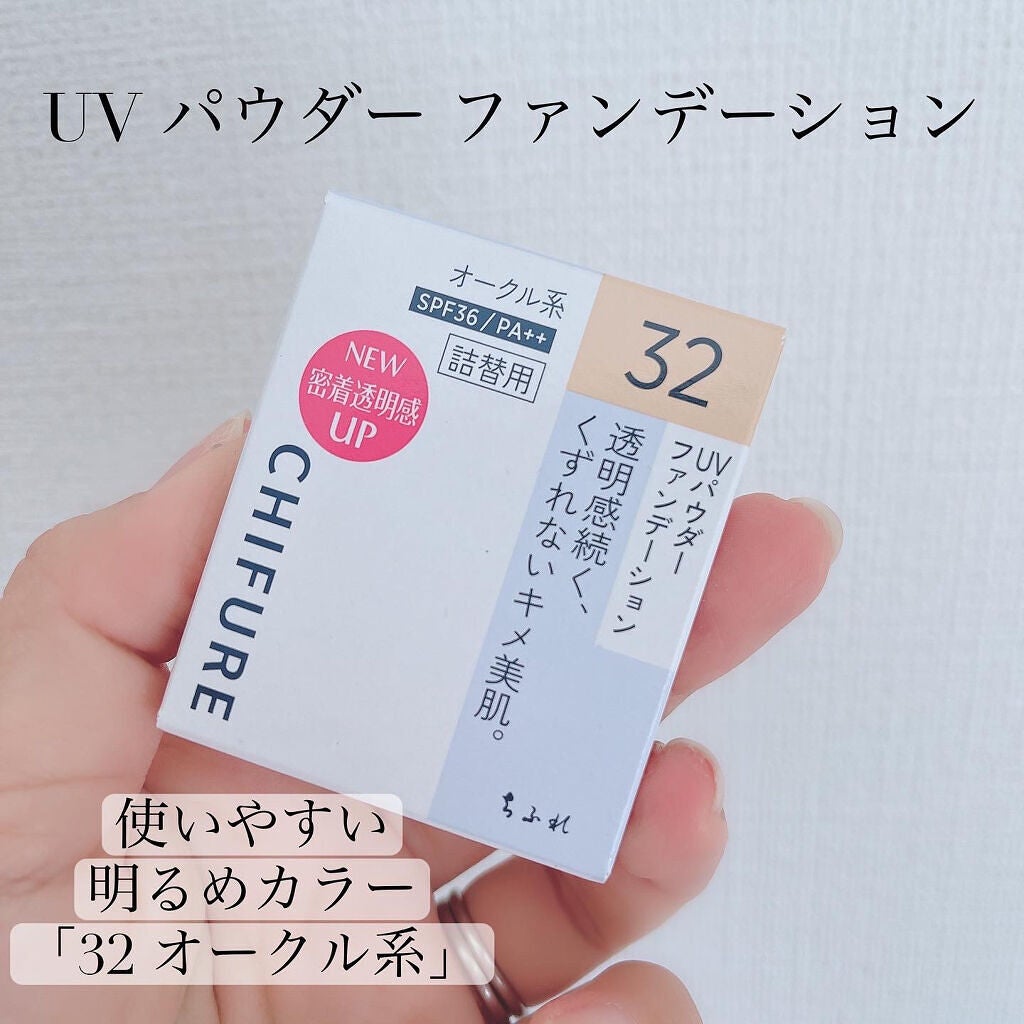 UV パウダー ファンデーション
オークル系
SPF36/PA++
詰替用
32
NEW
密着透明感
UP
CHIFURE
UVパウダー
ファンデーション
透明感続く、
くずれないキメ美肌。
ちふれ
使いやすい
明るめカラー
「32 オークル系」